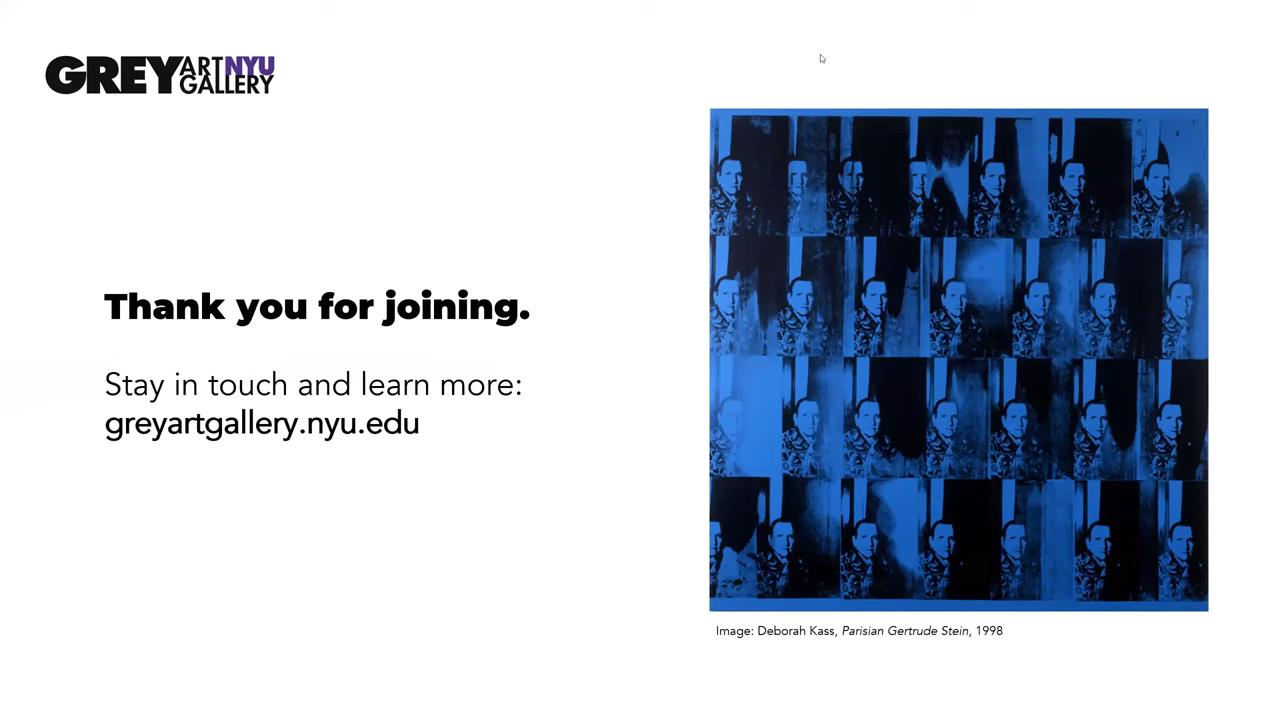 GREY ART NYU
GALLERY
Thank you for joining.
Stay in touch and learn more:
greyartgallery.nyu.edu
Image: Deborah Kass, Parisian Gertrude Stein, 1998